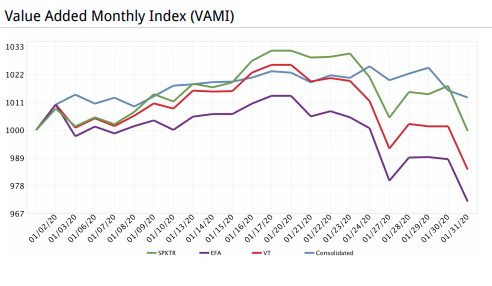 Value Added Monthly Index (VAMI)
1033
1022
1011
1000
989
978
967
01/02/20 01/03/20 01/06/20 01/07/20 01/08/20 01/09/20 01/10/20 01/13/20 01/14/20 01/15/20 01/16/20 01/17/20 01/21/20 01/22/20 01/23/20 01/24/20 01/27/20 01/28/20 01/29/20 01/30/20 01/31/20
SPXTR EFA VT Consolidated